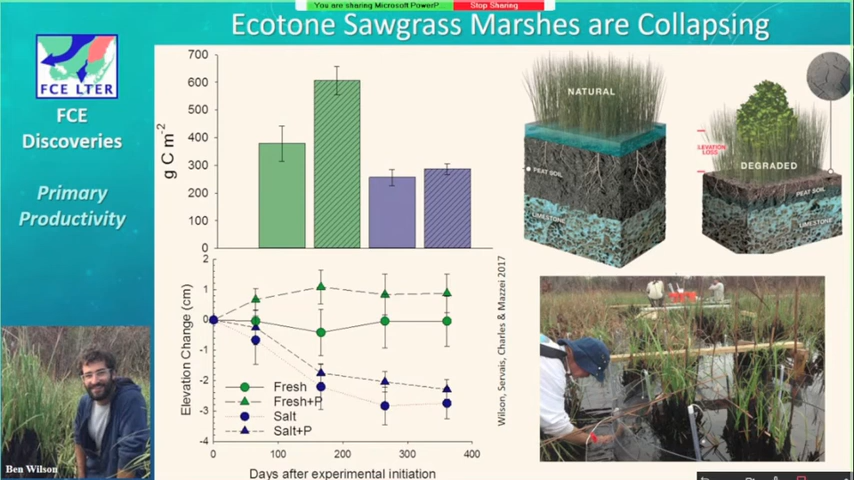 You are sharing Microsoft PowerP...
Stop Sharing
Ecotone Sawgrass Marshes are Collapsing
FCE LTER
FCE
Discoveries
Primary
Productivity
Ben Wilson
g C m-2
700
600
500
400
300
200
100
0
Elevation Change (cm)
2
1
0
-1
-2
-3
-4
Fresh
Fresh+P
Salt
Salt+P
0
100
200
300
400
Days after experimental initiation
Wilson, Servais, Charles & Mazzei 2017
NATURAL
PEAT SOIL
LIMESTONE
ELEVATION
LOSS
DEGRADED
PEAT SOIL
LIMESTONE